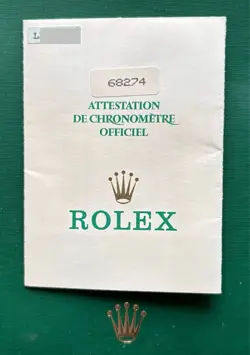 L
68274
ATTESTATION
DE CHRONOMÈTRE
OFFICIEL
ROLEX